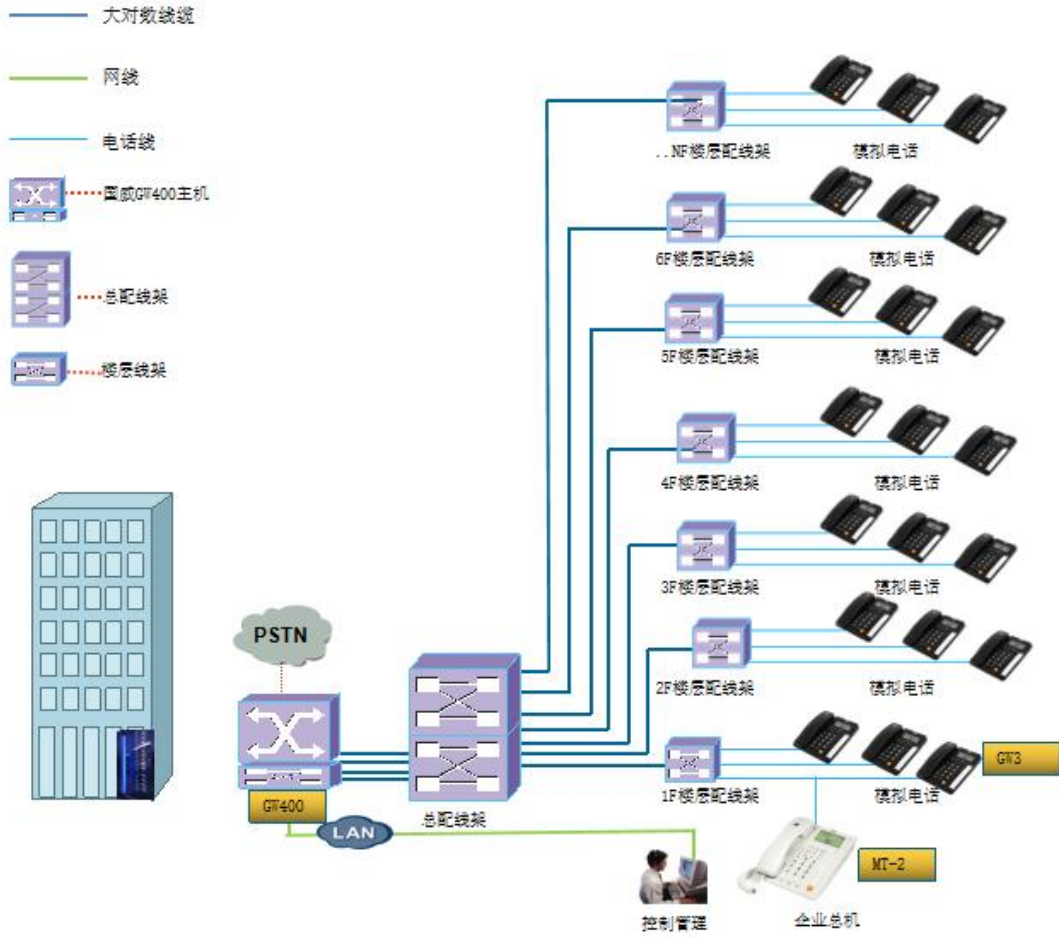 大对数线缆
网线
电话线
国威GW400主机
总配线架
楼层线架
..NF楼层配线架
模拟电话
6F楼层配线架
模拟电话
5F楼层配线架
模拟电话
4F楼层配线架
模拟电话
3F楼层配线架
模拟电话
2F楼层配线架
模拟电话
PSTN
GW400
总配线架
1F楼层配线架
模拟电话
GW3
LAN
MT-2
控制管理
企业总机